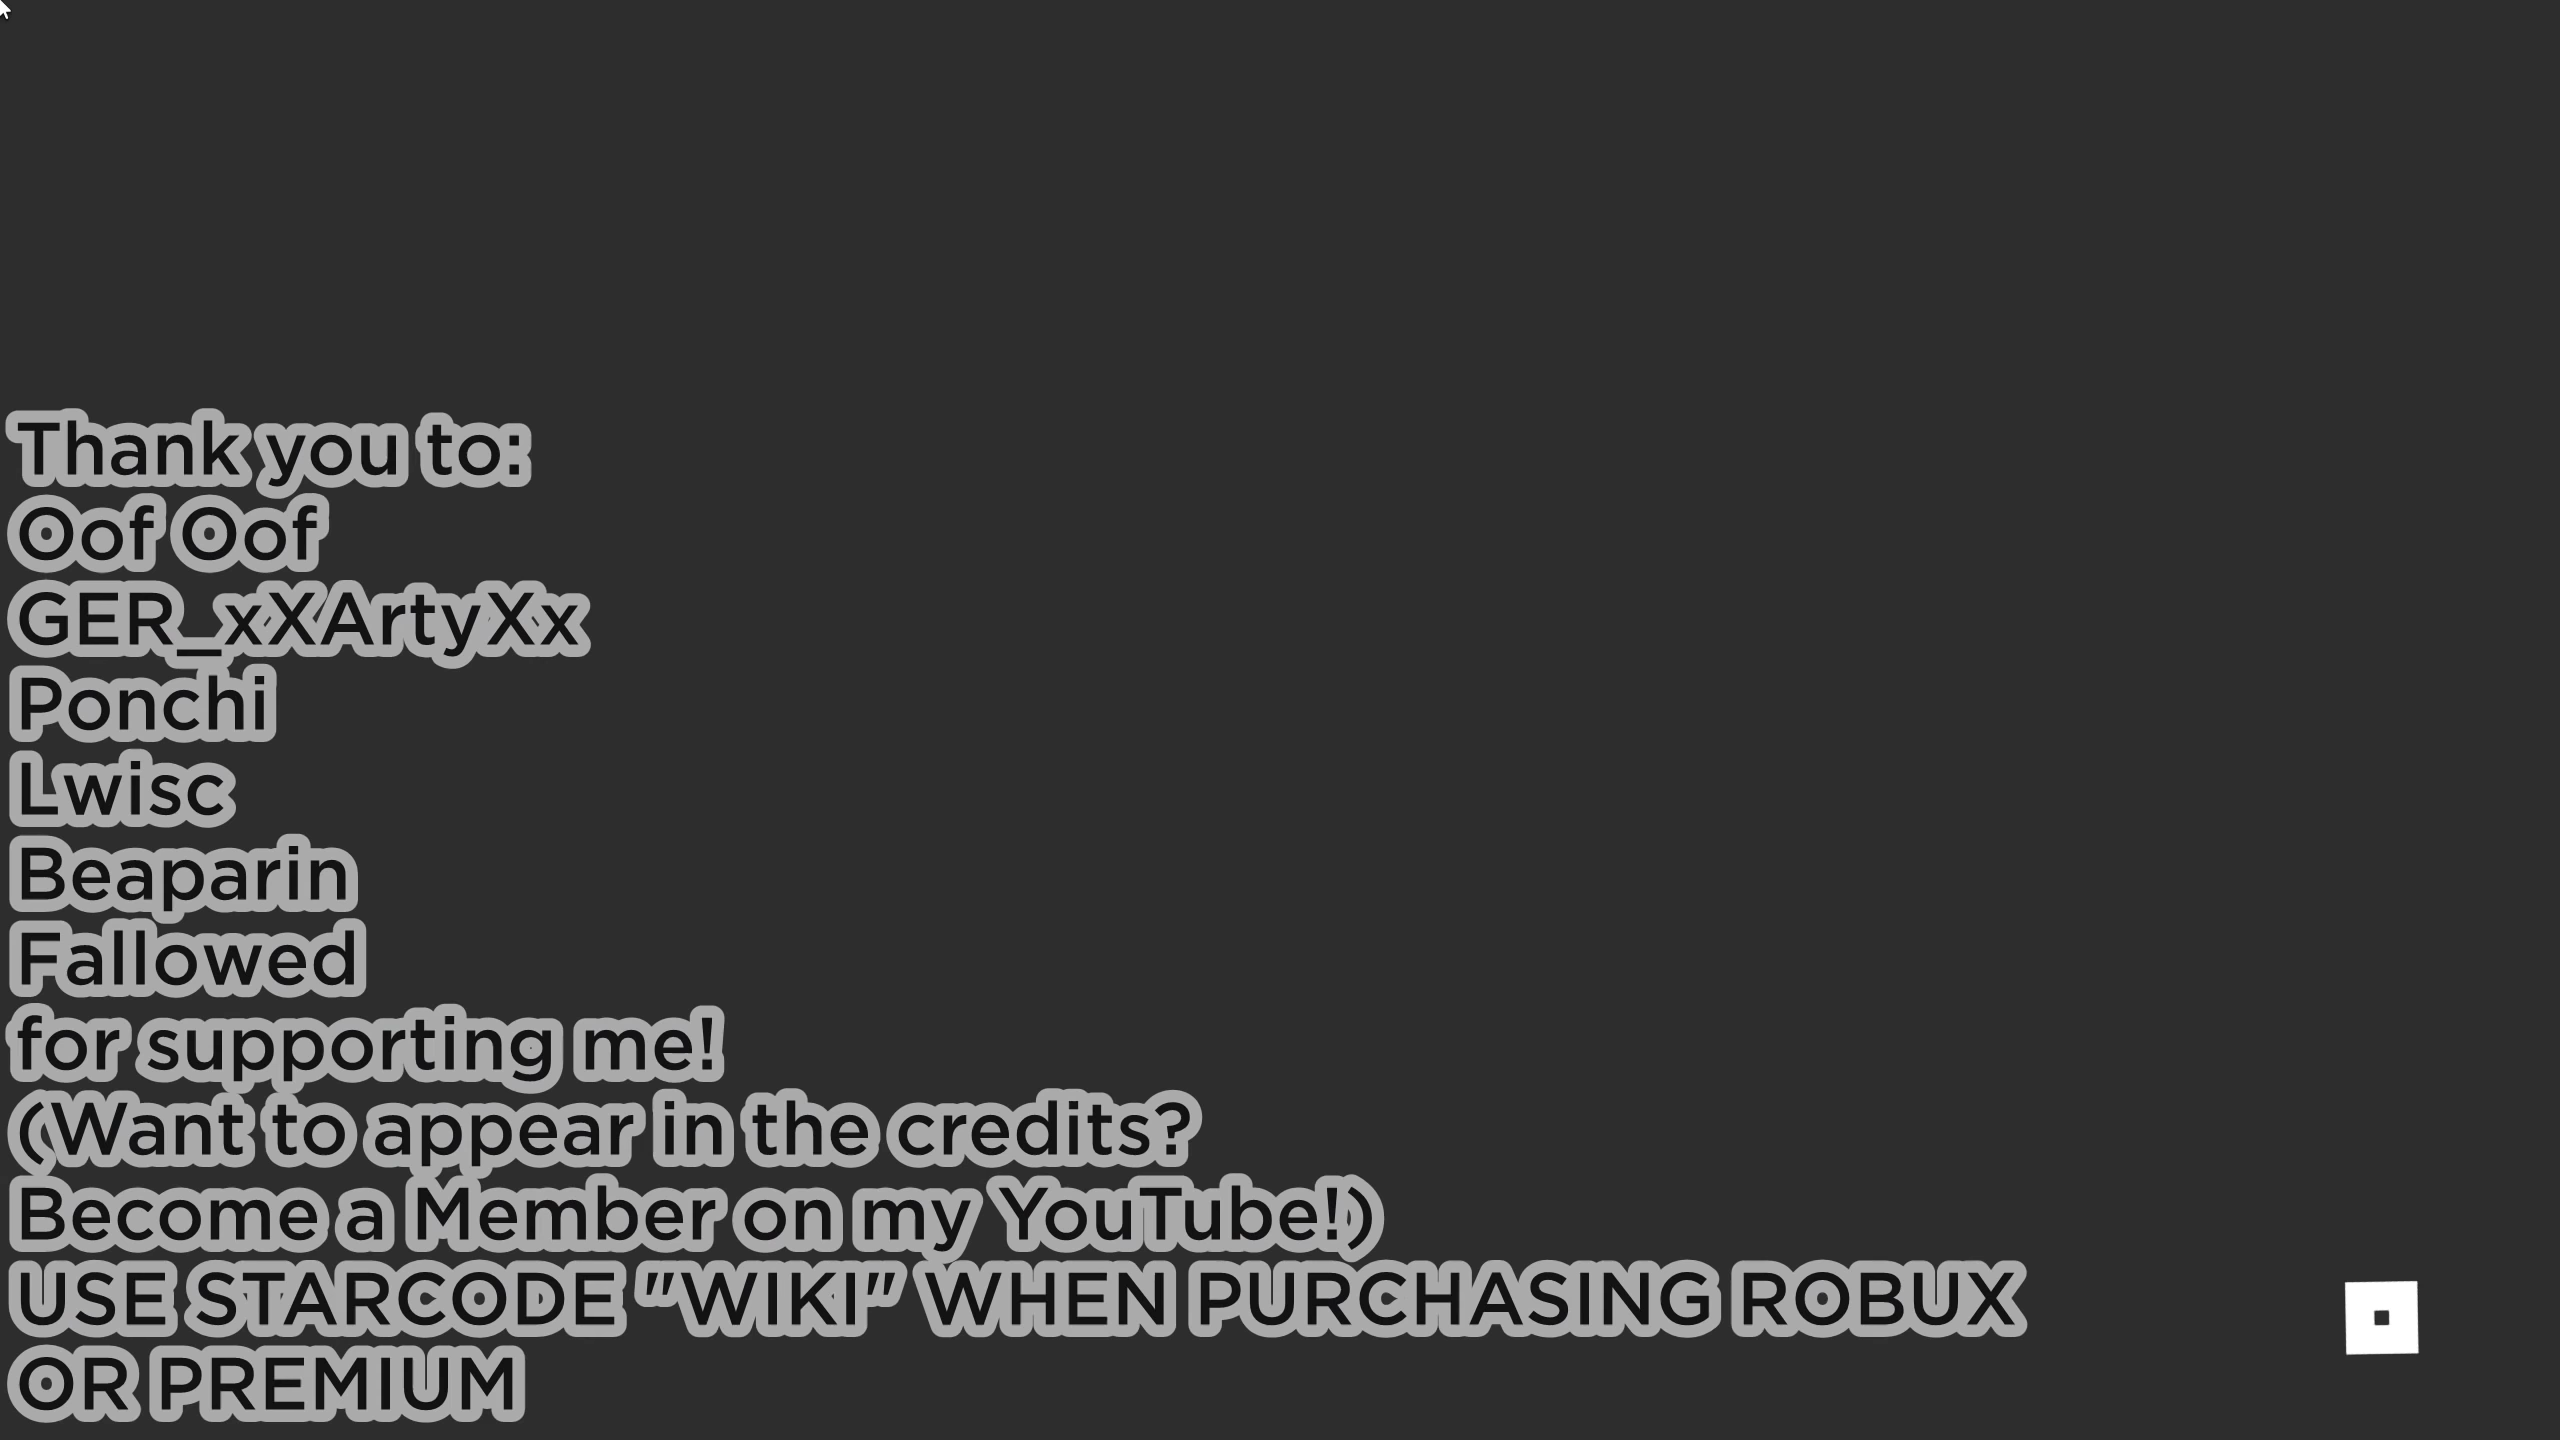 Thank you to:
Oof Oof
GER_xXArtyXx
Ponchi
Lwisc
Beaparin
Fallowed
for supporting me!
(Want to appear in the credits?
Become a Member on my YouTube!)
USE STARCODE "WIKI" WHEN PURCHASING ROBUX
OR PREMIUM